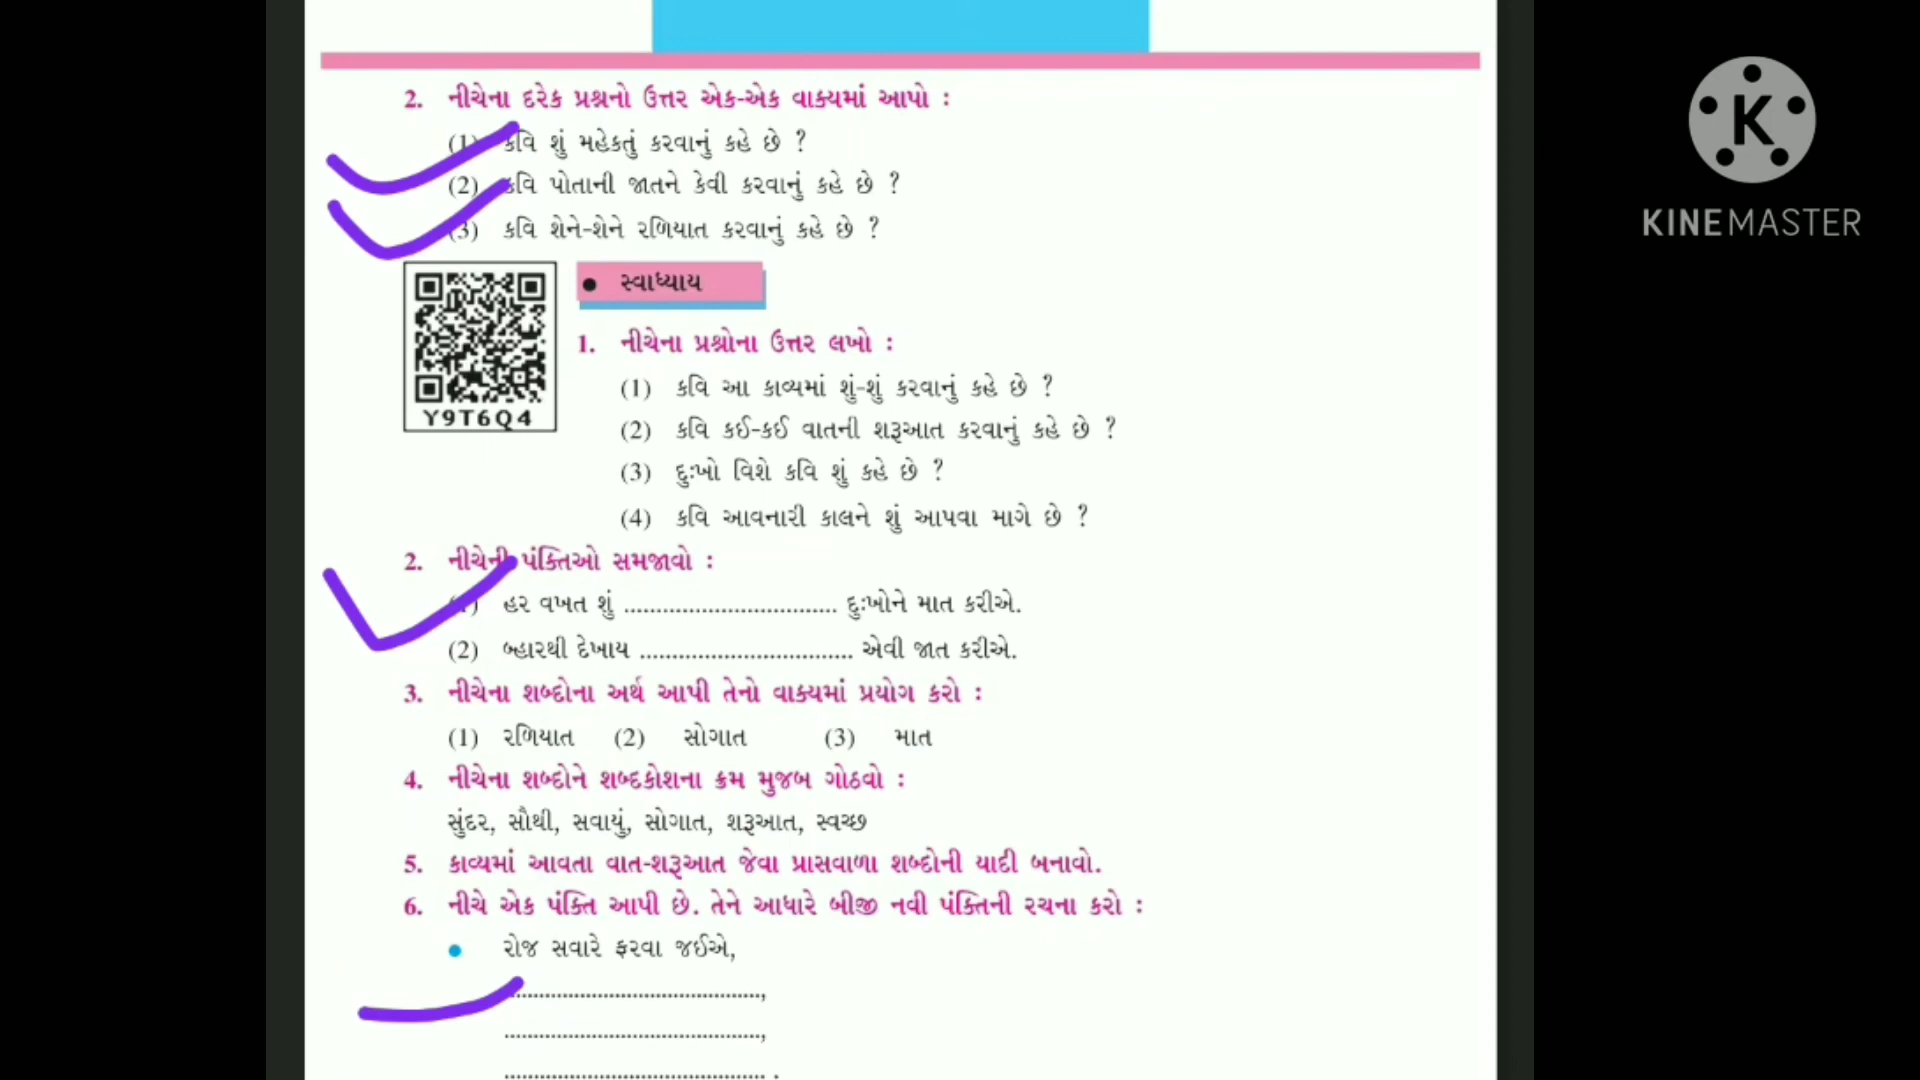 2. નીચેના દરેક પ્રશ્નનો ઉત્તર એક-એક વાક્યમાં આપો :
(1) કવિ શું મહેકતું કરવાનું કહે છે ?
(2) કવિ પોતાની જાતને કેવી કરવાનું કહે છે ?
(3) કવિ શેને-શેને રળિયાત કરવાનું કહે છે ?
K
KINEMASTER
Y9T6Q4
• સ્વાધ્યાય
1. નીચેના પ્રશ્નોના ઉત્તર લખો :
(1) કવિ આ કાવ્યમાં શું-શું કરવાનું કહે છે ?
(2) કવિ કઈ-કઈ વાતની શરૂઆત કરવાનું કહે છે ?
(3) દુઃખો વિશે કવિ શું કહે છે ?
(4) કવિ આવનારી કાલને શું આપવા માગે છે ?
2. નીચેની પંક્તિઓ સમજાવો :
(1) હર વખત શું ................................. દુઃખોને માત કરીએ.
(2) બ્હારથી દેખાય ................................. એવી જાત કરીએ.
3. નીચેના શબ્દોના અર્થ આપી તેનો વાક્યમાં પ્રયોગ કરો :
(1) રળિયાત (2) સોગાત (3) માત
4. નીચેના શબ્દોને શબ્દકોશના ક્રમ મુજબ ગોઠવો :
સુંદર, સૌથી, સવાયું, સોગાત, શરૂઆત, સ્વચ્છ
5. કાવ્યમાં આવતા વાત-શરૂઆત જેવા પ્રાસવાળા શબ્દોની યાદી બનાવો.
6. નીચે એક પંક્તિ આપી છે. તેને આધારે બીજી નવી પંક્તિની રચના કરો :
• રોજ સવારે ફરવા જઈએ,
...........................................,
...........................................,
........................................... .